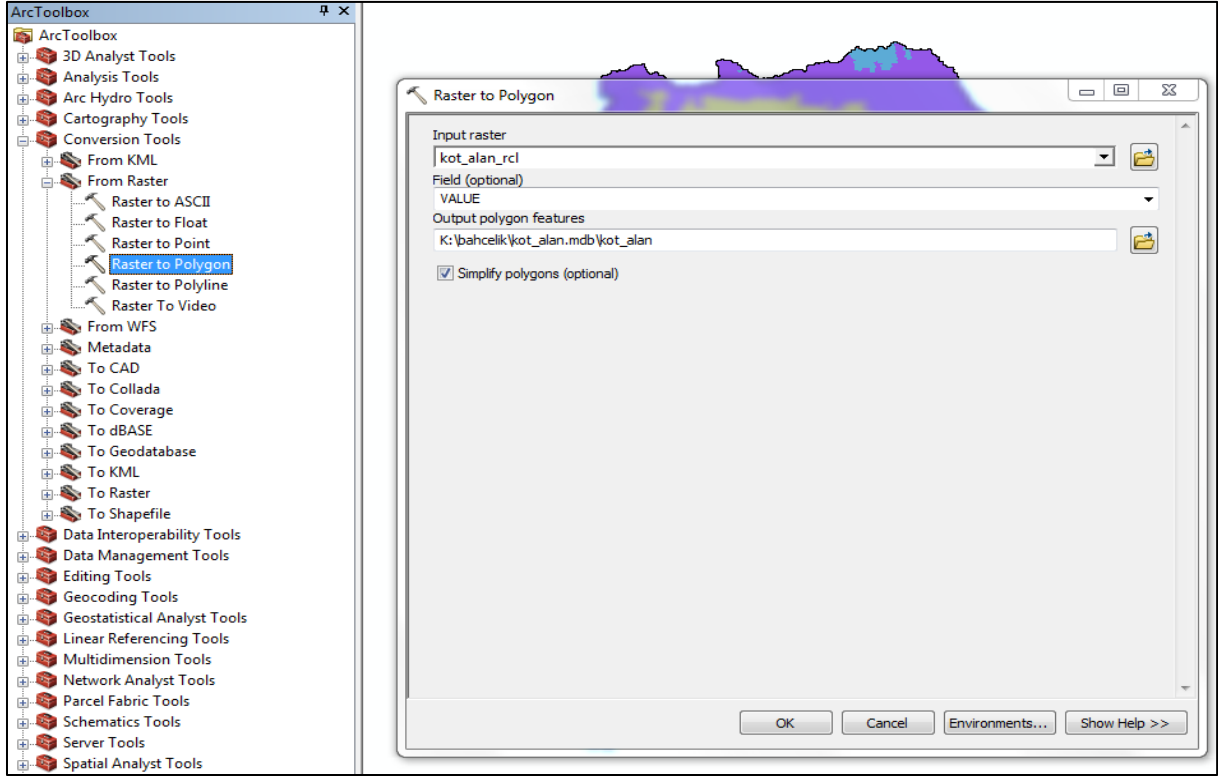 ArcToolbox
ArcToolbox
3D Analyst Tools
Analysis Tools
Arc Hydro Tools
Cartography Tools
Conversion Tools
From KML
From Raster
Raster to ASCII
Raster to Float
Raster to Point
Raster to Polygon
Raster to Polyline
Raster To Video
From WFS
Metadata
To CAD
To Collada
To Coverage
To dBASE
To Geodatabase
To KML
To Raster
To Shapefile
Data Interoperability Tools
Data Management Tools
Editing Tools
Geocoding Tools
Geostatistical Analyst Tools
Linear Referencing Tools
Multidimension Tools
Network Analyst Tools
Parcel Fabric Tools
Schematics Tools
Server Tools
Spatial Analyst Tools
Raster to Polygon
Input raster
kot_alan_rcl
Field (optional)
VALUE
Output polygon features
K:\bahcelik\kot_alan.mdb\kot_alan
Simplify polygons (optional)
OK Cancel Environments... Show Help >>